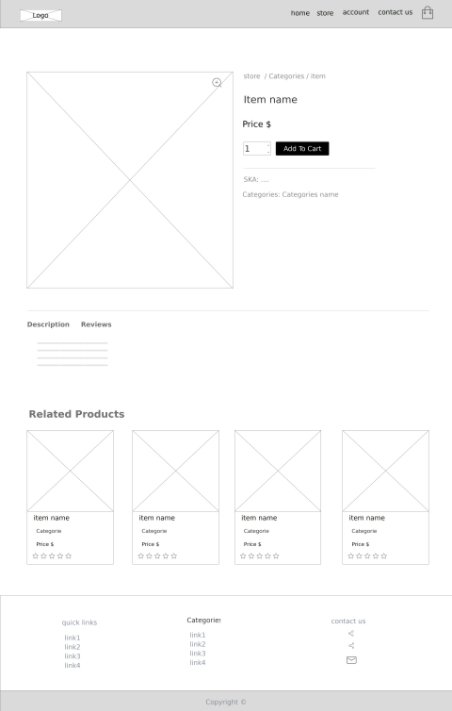 Logo home store account contact us
store / Categories / item
Item name
Price $
1 Add To Cart
SKA: ....
Categories: Categories name
Description Reviews
Related Products
item name item name item name item name
Categorie Categorie Categorie Categorie
Price $ Price $ Price $ Price $
quick links Categories contact us
link1 link1
link2 link2
link3 link3
link4 link4
Copyright ©